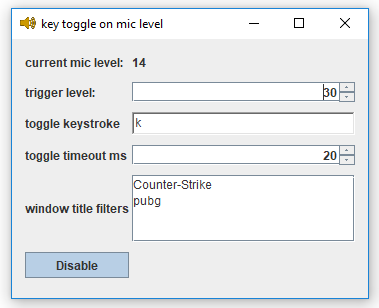 key toggle on mic level
current mic level: 14
trigger level: 30
toggle keystroke k
toggle timeout ms 20
window title filters
Counter-Strike
pubg
Disable